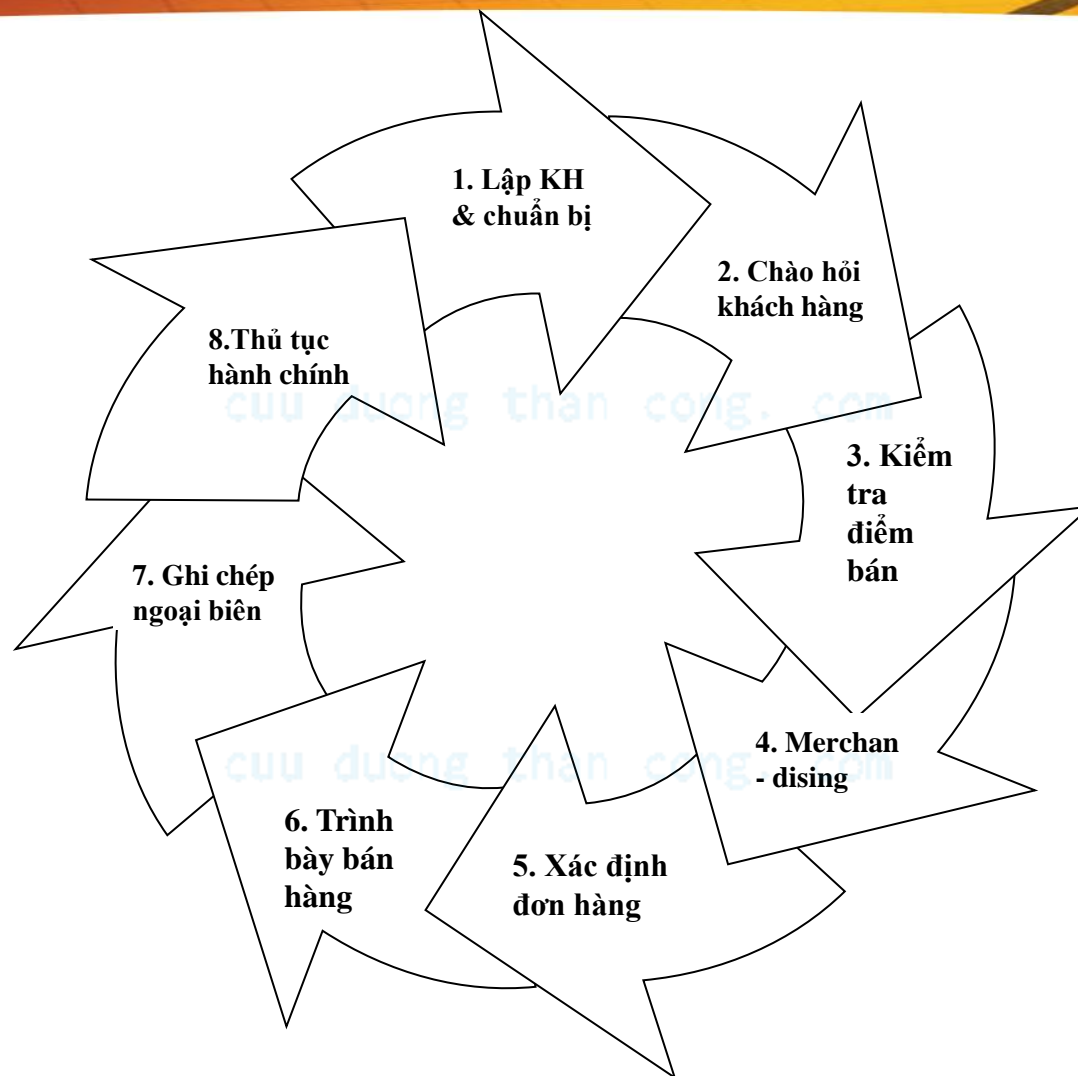 1. Lập KH
& chuẩn bị
2. Chào hỏi
khách hàng
3. Kiểm
tra
điểm
bán
4. Merchan
- dising
5. Xác định
đơn hàng
6. Trình
bày bán
hàng
7. Ghi chép
ngoại biên
8.Thủ tục
hành chính
cuu duong than cong. com
cuu duong than cong. com